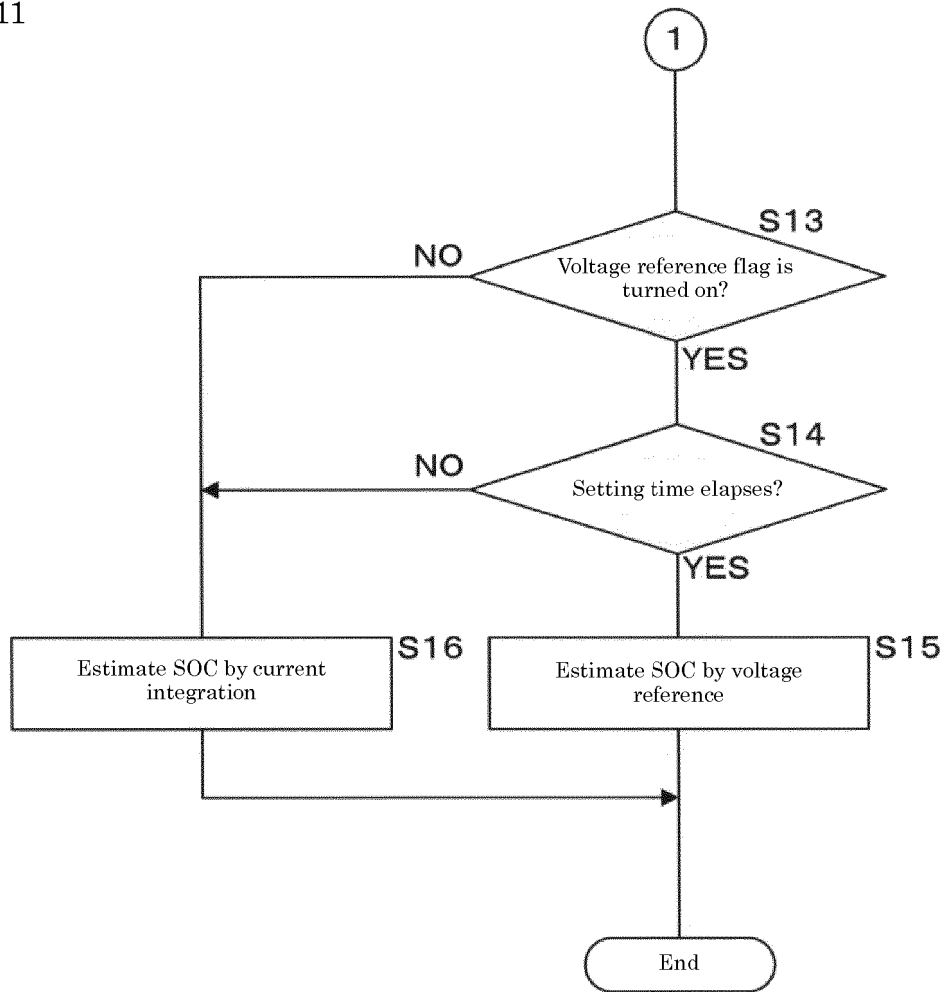 11
1
S13
NO
Voltage reference flag is
turned on?
YES
S14
NO
Setting time elapses?
YES
S16
Estimate SOC by current
integration
S15
Estimate SOC by voltage
reference
End